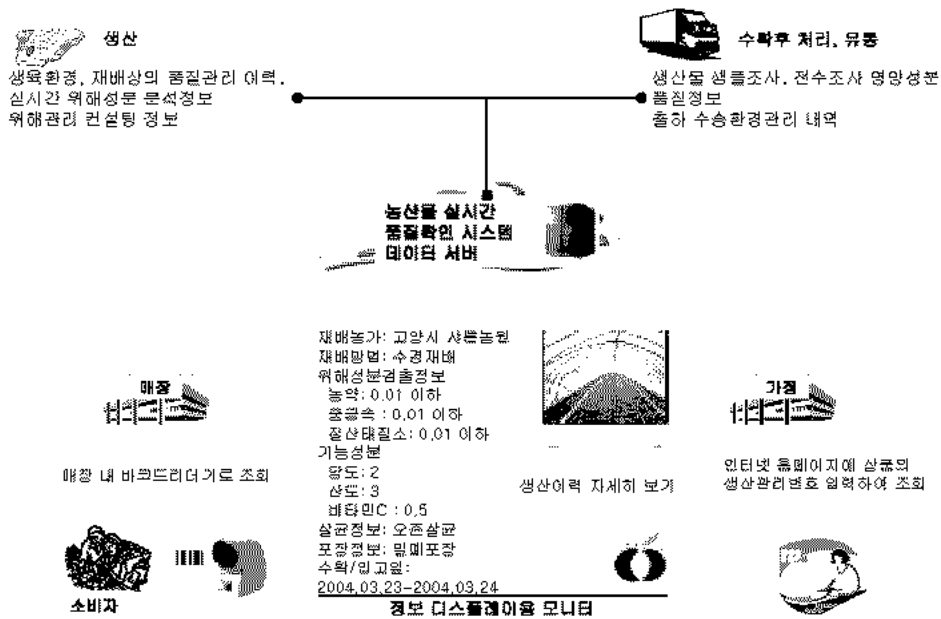 생산
생육환경, 재배상의 품질관리 이력,
실시간 위해성분 분석정보
위해관리 컨설팅 정보
수확후 처리, 유통
생산물 샘플조사, 전수조사 영양성분
품질정보
출하 수송환경관리 내역
농산물 실시간
품질확인 시스템
데이터 서버
매장
매장 내 바코드리더기로 조회
소비자
재배농가: 고양시 샤론농원
재배방법: 수경재배
위해성분검출정보
농약: 0.01 이하
중금속 : 0.01 이하
질산태질소: 0.01 이하
기능성분
당도: 2
산도: 3
비타민C : 0.5
살균정보: 오존살균
포장정보: 밀폐포장
수확/입고일:
2004.03.23-2004.03.24
정보 디스플레이용 모니터
생산이력 자세히 보기
가정
인터넷 홈페이지에 상품의
생산관리번호 입력하여 조회